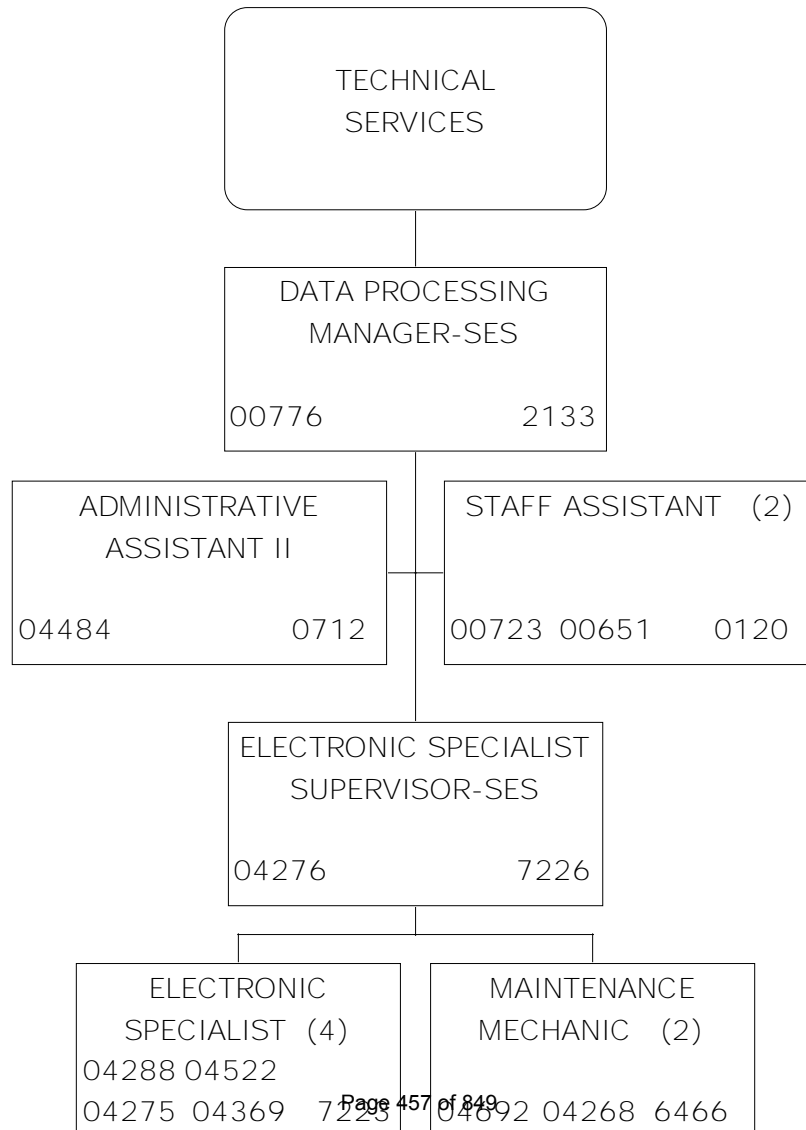 TECHNICAL
SERVICES
DATA PROCESSING
MANAGER-SES
00776 2133
ADMINISTRATIVE
ASSISTANT II
04484 0712
STAFF ASSISTANT (2)
00723 00651 0120
ELECTRONIC SPECIALIST
SUPERVISOR-SES
04276 7226
ELECTRONIC
SPECIALIST (4)
04288 04522
04275 04369 7223
MAINTENANCE
MECHANIC (2)
04692 04268 6466
Page 457 of 849